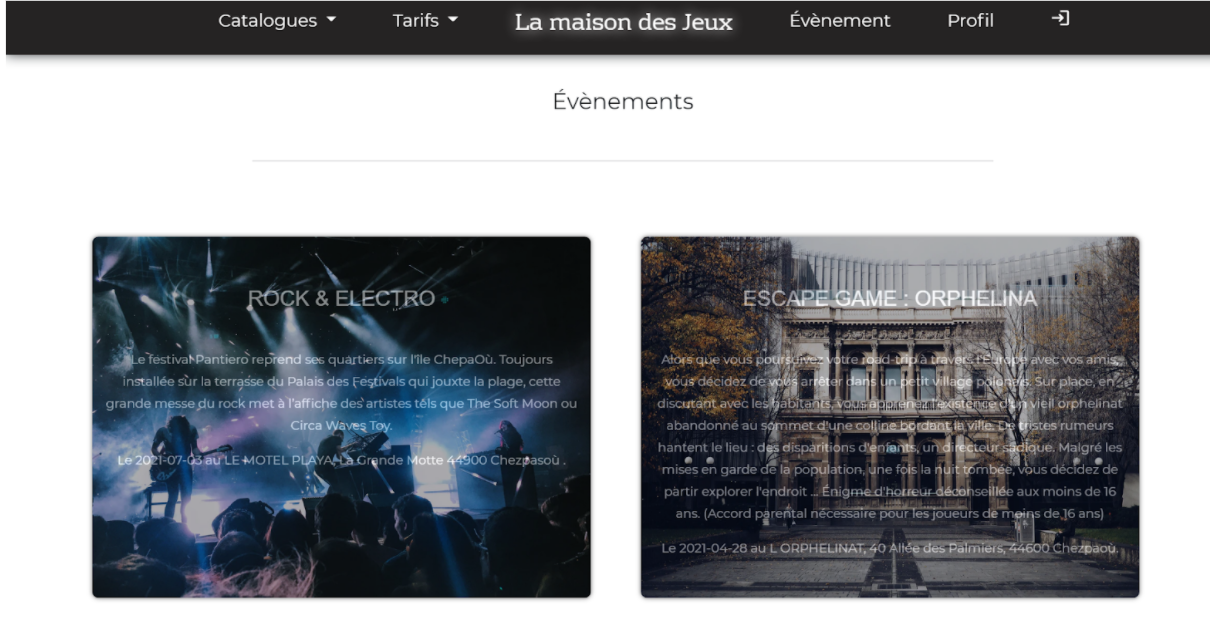 Catalogues Tarifs La maison des Jeux Évènement Profil
Évènements
ROCK & ELECTRO
Le festival Pantiero reprend ses quartiers sur l'île ChepaOù. Toujours
installée sur la terrasse du Palais des Festivals qui jouxte la plage, cette
grande messe du rock met à l'affiche des artistes tels que The Soft Moon ou
Circa Waves Toy.
Le 2021-07-03 au LE MOTEL PLAYA, La Grande Motte 44900 Chezpasoù .
ESCAPE GAME : ORPHELINA
Alors que vous poursuivez votre road-trip à travers l'Europe avec vos amis,
vous décidez de vous arrêter dans un petit village polonais. Sur place, en
discutant avec les habitants, vous apprenez l'existence d'un vieil orphelinat
abandonné au sommet d'une colline bordant la ville. De tristes rumeurs
hantent le lieu : des disparitions d'enfants, un directeur sadique. Malgré les
mises en garde de la population, une fois la nuit tombée, vous décidez de
partir explorer l'endroit ... Énigme d'horreur déconseillée aux moins de 16
ans. (Accord parental nécessaire pour les joueurs de moins de 16 ans)
Le 2021-04-28 au L ORPHELINAT, 40 Allée des Palmiers, 44600 Chezpaoù.